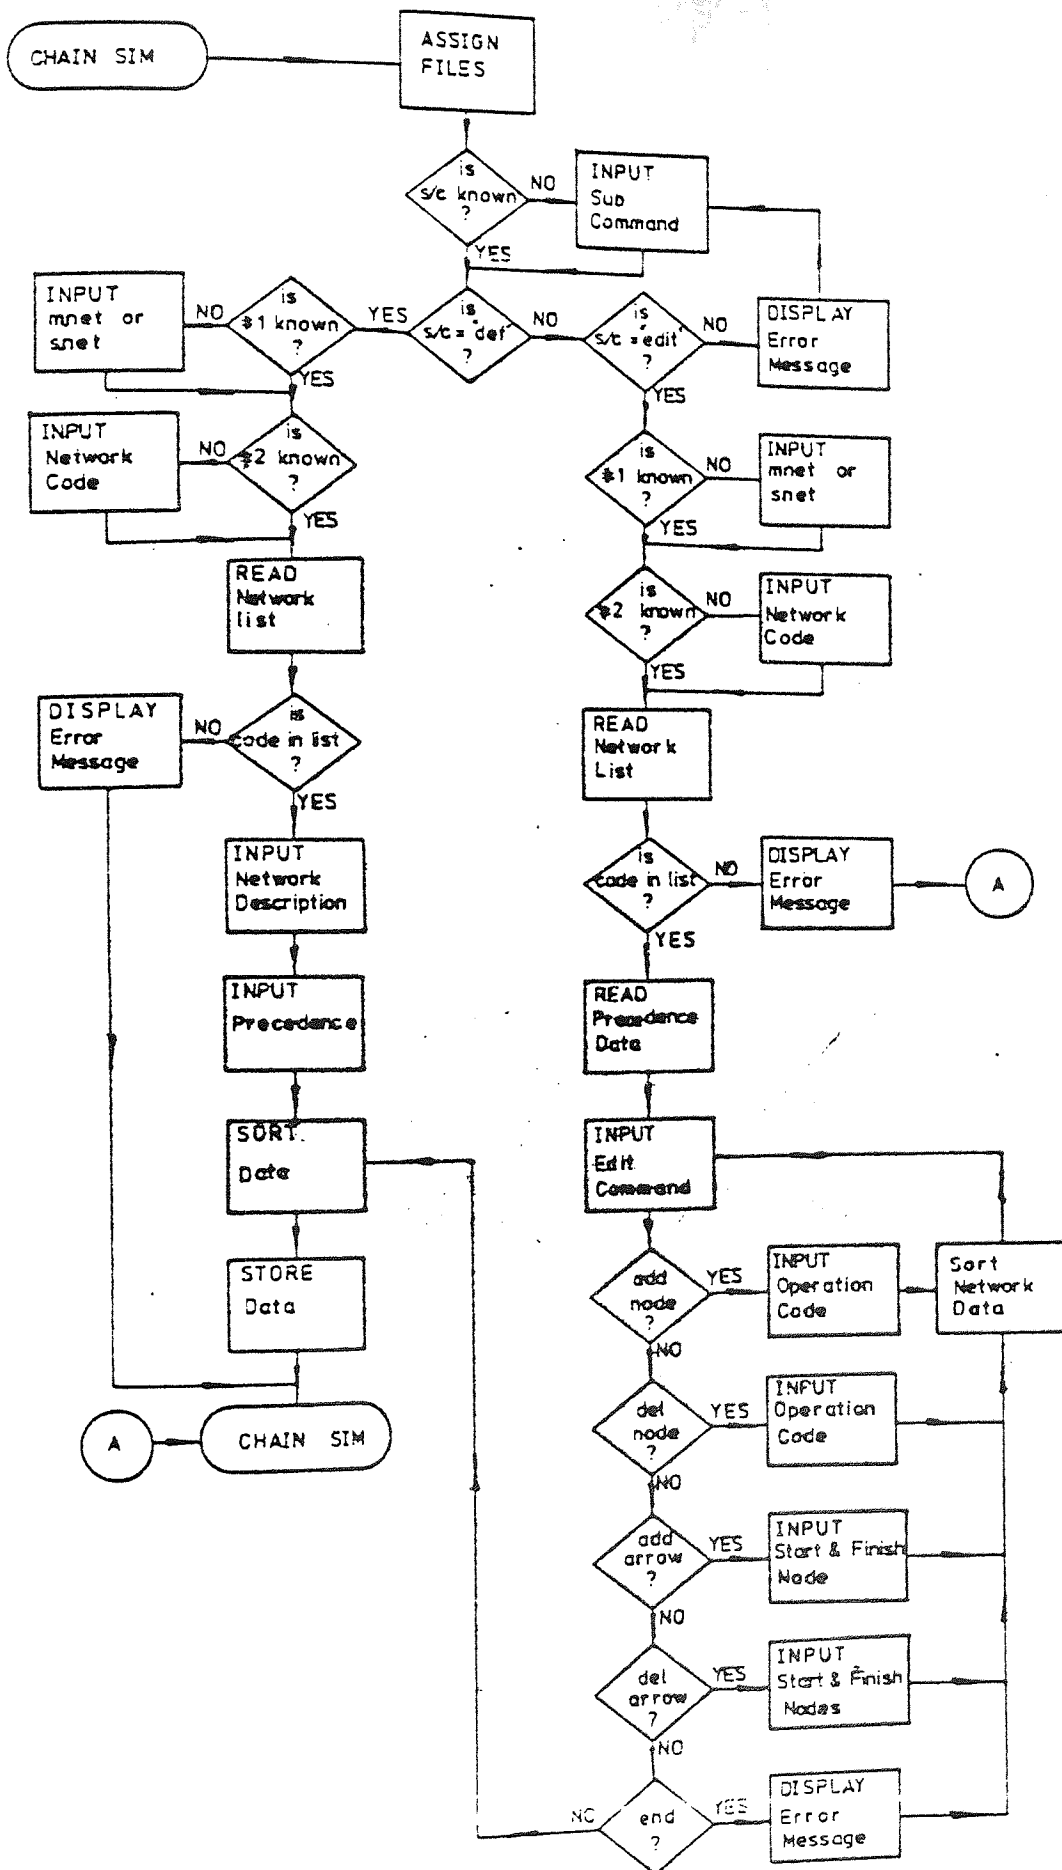 CHAIN SIM
ASSIGN
FILES
is
s/c known
?
NO
INPUT
Sub
Command
YES
INPUT
mnet or
snet
NO
is
$1 known
?
YES
is
s/c = 'def'
?
NO
is
s/c = 'edit'
?
NO
DISPLAY
Error
Message
YES
YES
INPUT
Network
Code
NO
is
$2 known
?
YES
is
$1 known
?
NO
INPUT
mnet or
snet
YES
READ
Network
list
is
$2 known
?
NO
INPUT
Network
Code
YES
DISPLAY
Error
Message
NO
is
code in list
?
YES
READ
Network
List
INPUT
Network
Description
is
code in list
?
NO
DISPLAY
Error
Message
A
YES
INPUT
Precedence
READ
Precedence
Data
SORT
Data
INPUT
Edit
Command
STORE
Data
add
node
?
YES
INPUT
Operation
Code
Sort
Network
Data
NO
A
CHAIN SIM
del
node
?
YES
INPUT
Operation
Code
NO
add
arrow
?
YES
INPUT
Start & Finish
Node
NO
del
arrow
?
YES
INPUT
Start & Finish
Nodes
NO
NO
end
?
YES
DISPLAY
Error
Message